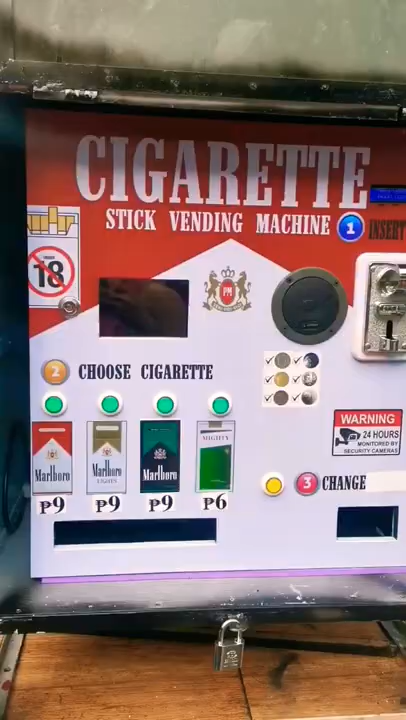 CIGARETTE
STICK VENDING MACHINE
1 INSERT
18
PM
2 CHOOSE CIGARETTE
Marlboro
Marlboro
LIGHTS
Marlboro
MIGHTY
₱9
₱9
₱9
₱6
WARNING
24 HOURS
MONITORED BY
SECURITY CAMERAS
3 CHANGE